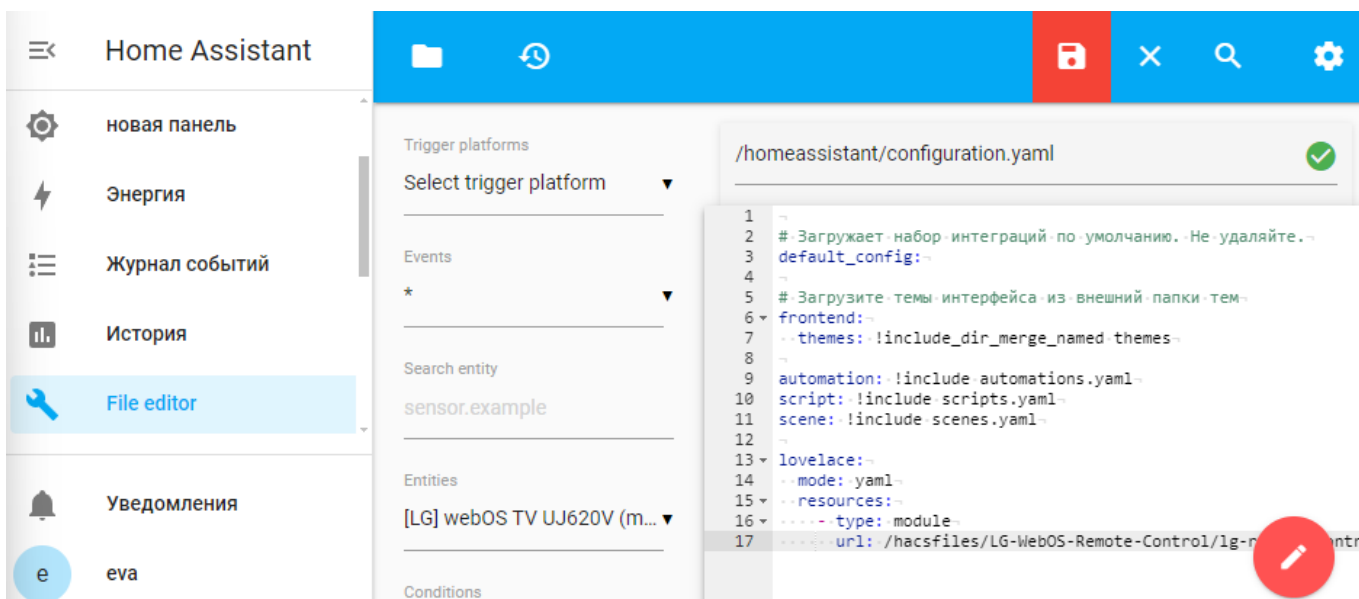 Home Assistant
новая панель
Энергия
Журнал событий
История
File editor
Уведомления
e
eva
Trigger platforms
Select trigger platform
Events
*
Search entity
sensor.example
Entities
[LG] webOS TV UJ620V (m...
Conditions
/homeassistant/configuration.yaml
1
2 # Загружает набор интеграций по умолчанию. Не удаляйте.
3 default_config:
4
5 # Загрузите темы интерфейса из внешний папки тем
6 frontend:
7   themes: !include_dir_merge_named themes
8
9 automation: !include automations.yaml
10 script: !include scripts.yaml
11 scene: !include scenes.yaml
12
13 lovelace:
14   mode: yaml
15   resources:
16     - type: module
17       url: /hacsfiles/LG-WebOS-Remote-Control/